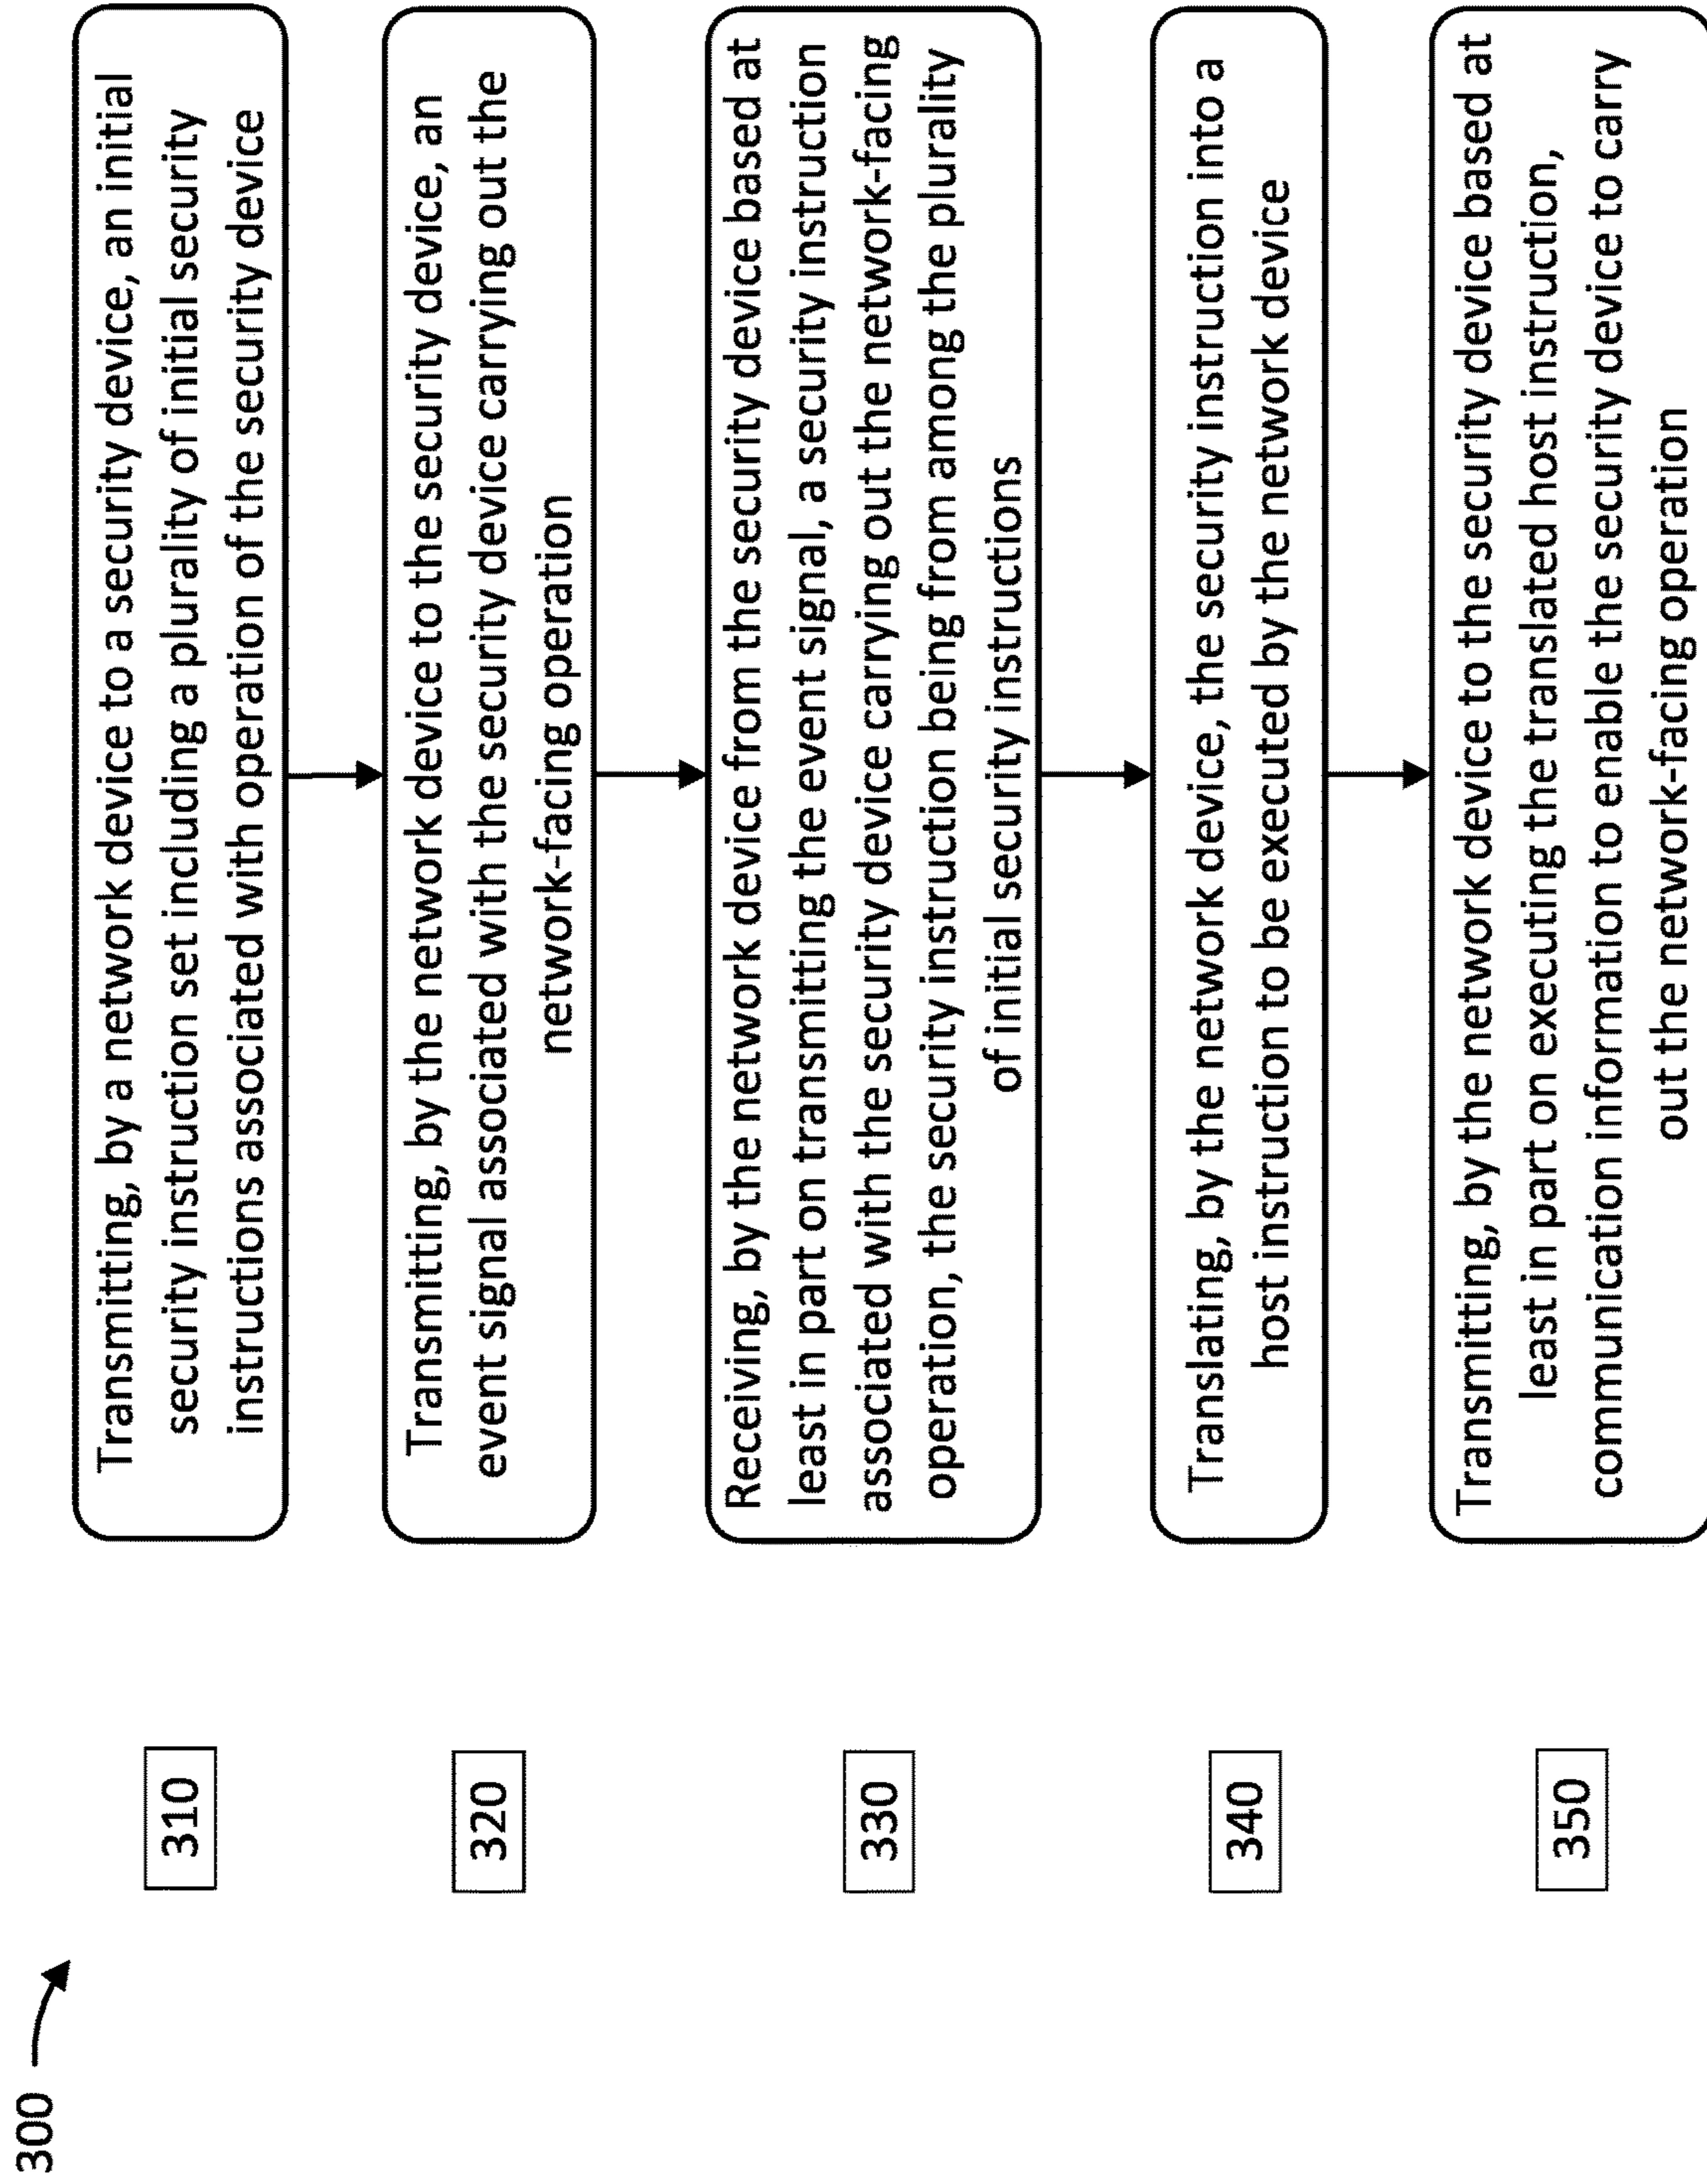 300
310
Transmitting, by a network device to a security device, an initial
security instruction set including a plurality of initial security
instructions associated with operation of the security device
320
Transmitting, by the network device to the security device, an
event signal associated with the security device carrying out the
network-facing operation
330
Receiving, by the network device from the security device based at
least in part on transmitting the event signal, a security instruction
associated with the security device carrying out the network-facing
operation, the security instruction being from among the plurality
of initial security instructions
340
Translating, by the network device, the security instruction into a
host instruction to be executed by the network device
350
Transmitting, by the network device to the security device based at
least in part on executing the translated host instruction,
communication information to enable the security device to carry
out the network-facing operation